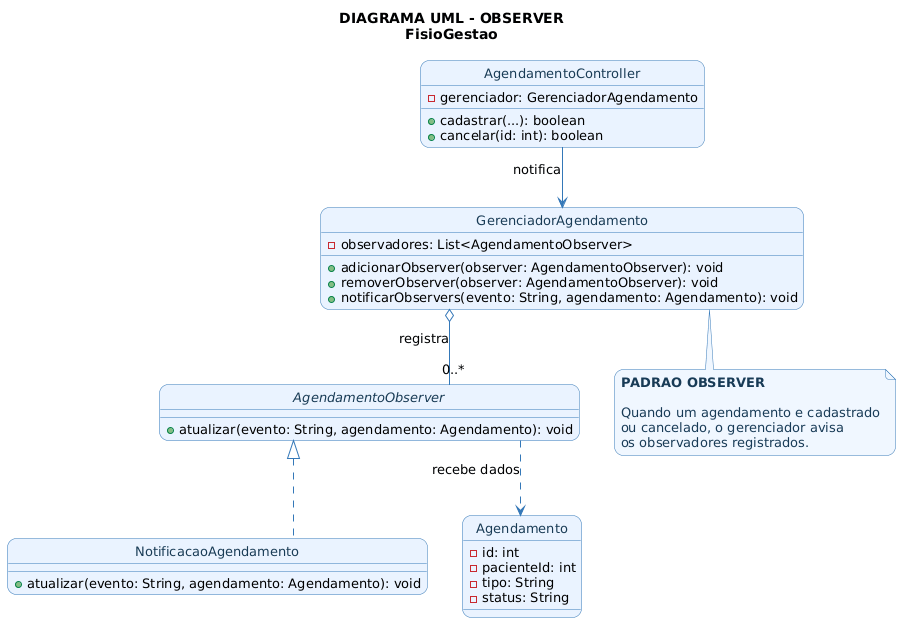 DIAGRAMA UML - OBSERVER
FisioGestao
AgendamentoController
gerenciador: GerenciadorAgendamento
cadastrar(...): boolean
cancelar(id: int): boolean
notifica
GerenciadorAgendamento
observadores: List<AgendamentoObserver>
adicionarObserver(observer: AgendamentoObserver): void
removerObserver(observer: AgendamentoObserver): void
notificarObservers(evento: String, agendamento: Agendamento): void
registra
0..*
PADRAO OBSERVER
Quando um agendamento e cadastrado
ou cancelado, o gerenciador avisa
os observadores registrados.
AgendamentoObserver
atualizar(evento: String, agendamento: Agendamento): void
recebe dados
NotificacaoAgendamento
atualizar(evento: String, agendamento: Agendamento): void
Agendamento
id: int
pacienteId: int
tipo: String
status: String